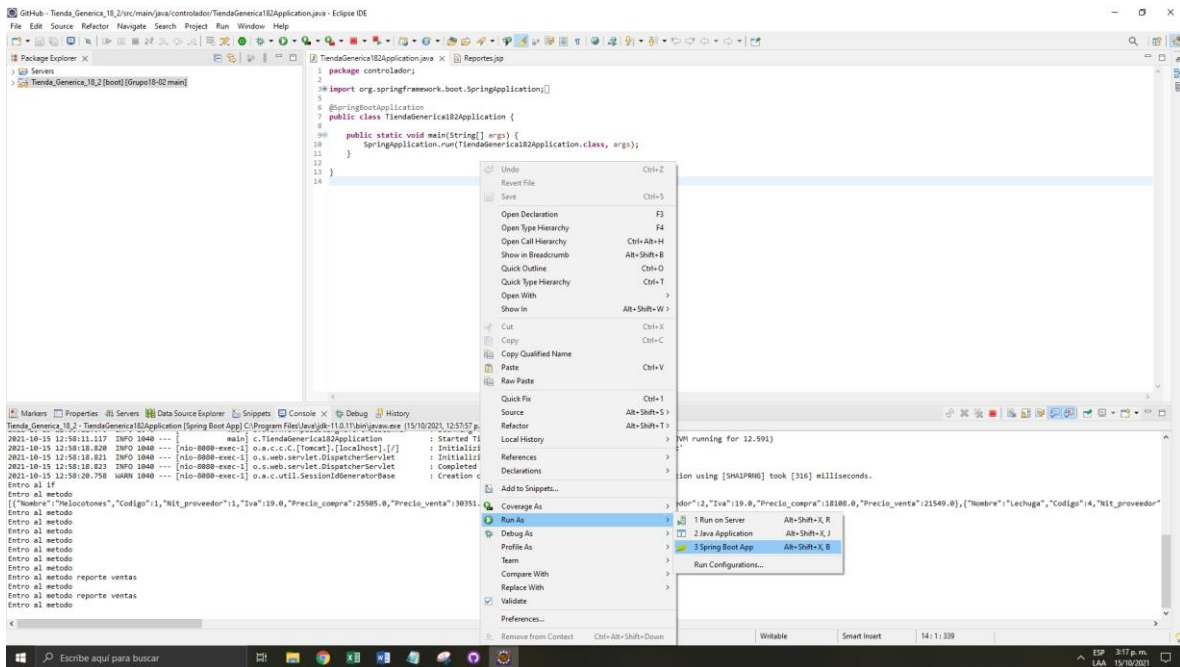 GitHub - Tienda_Generica_18_2/src/main/java/controlador/TiendaGenerica182Application.java - Eclipse IDE
File Edit Source Refactor Navigate Search Project Run Window Help
Package Explorer
Servers
Tienda_Generica_18_2 [boot] [Grupo18-02 main]
TiendaGenerica182Application.java
Reportes.jsp
1 package controlador;
2
3 import org.springframework.boot.SpringApplication;
5
6 @SpringBootApplication
7 public class TiendaGenerica182Application {
8
9 public static void main(String[] args) {
10 SpringApplication.run(TiendaGenerica182Application.class, args);
11 }
12
13 }
14
Undo Ctrl+Z
Revert File
Save Ctrl+S
Open Declaration F3
Open Type Hierarchy F4
Open Call Hierarchy Ctrl+Alt+H
Show in Breadcrumb Alt+Shift+B
Quick Outline Ctrl+O
Quick Type Hierarchy Ctrl+T
Open With
Show In Alt+Shift+W
Cut Ctrl+X
Copy Ctrl+C
Copy Qualified Name
Paste Ctrl+V
Raw Paste
Quick Fix Ctrl+1
Source Alt+Shift+S
Refactor Alt+Shift+T
Local History
References
Declarations
Add to Snippets...
Coverage As
Run As
Debug As
Profile As
Team
Compare With
Replace With
Validate
Preferences...
Remove from Context Ctrl+Alt+Shift+Down
1 Run on Server Alt+Shift+X, R
2 Java Application Alt+Shift+X, J
3 Spring Boot App Alt+Shift+X, B
Run Configurations...
Markers Properties Servers Data Source Explorer Snippets Console Debug History
Tienda_Generica_18_2 - TiendaGenerica182Application [Spring Boot App] C:\Program Files\Java\jdk-11.0.11\bin\javaw.exe (15/10/2021, 12:57:57 p.
2021-10-15 12:58:11.117 INFO 1040 --- [ main] c.TiendaGenerica182Application : Started Ti
VM running for 12.591)
2021-10-15 12:58:18.820 INFO 1040 --- [nio-8080-exec-1] o.a.c.c.C.[Tomcat].[localhost].[/] : Initializi
2021-10-15 12:58:18.821 INFO 1040 --- [nio-8080-exec-1] o.s.web.servlet.DispatcherServlet : Initializi
2021-10-15 12:58:18.823 INFO 1040 --- [nio-8080-exec-1] o.s.web.servlet.DispatcherServlet : Completed
2021-10-15 12:58:20.758 WARN 1040 --- [nio-8080-exec-1] o.a.c.util.SessionIdGeneratorBase : Creation o
tion using [SHA1PRNG] took [316] milliseconds.
Entro al if
Entro al metodo
[{"Nombre":"Melocotones","Codigo":1,"Nit_proveedor":1,"Iva":19.0,"Precio_compra":25505.0,"Precio_venta":30351.
edor":2,"Iva":19.0,"Precio_compra":18108.0,"Precio_venta":21549.0},{"Nombre":"Lechuga","Codigo":4,"Nit_proveedor"
Entro al metodo
Entro al metodo
Entro al metodo
Entro al metodo
Entro al metodo
Entro al metodo
Entro al metodo reporte ventas
Entro al metodo
Entro al metodo reporte ventas
Entro al metodo
Writable
Smart Insert
14 : 1 : 339
Escribe aquí para buscar
ESP
LAA
3:17 p. m.
15/10/2021